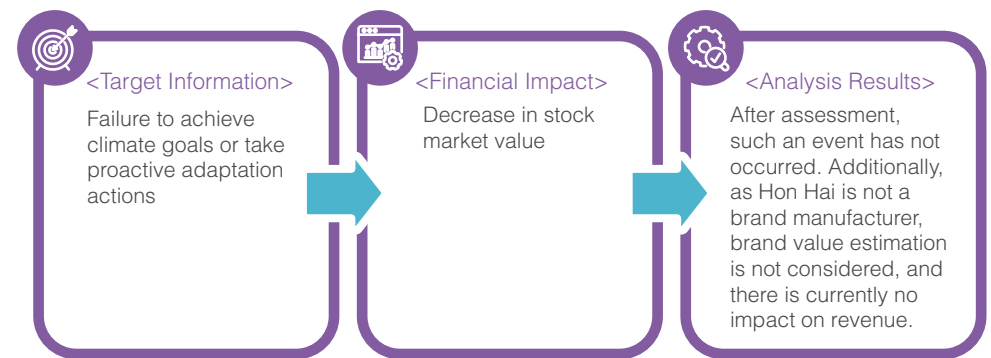 <Target Information>
Failure to achieve
climate goals or take
proactive adaptation
actions
<Financial Impact>
Decrease in stock
market value
<Analysis Results>
After assessment,
such an event has not
occurred. Additionally,
as Hon Hai is not a
brand manufacturer,
brand value estimation
is not considered, and
there is currently no
impact on revenue.